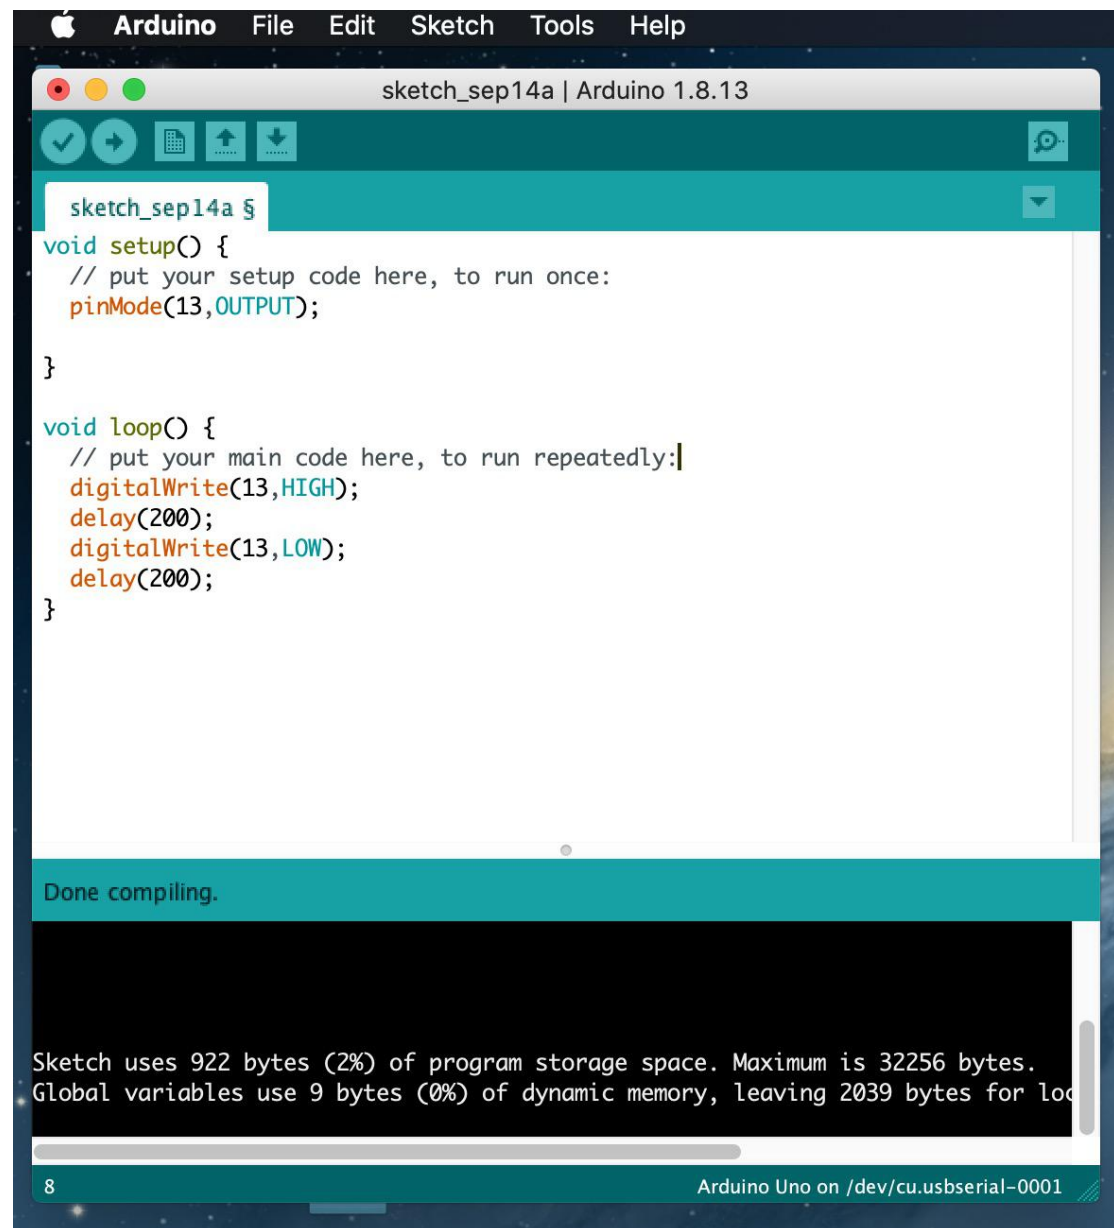 Arduino File Edit Sketch Tools Help
sketch_sep14a | Arduino 1.8.13
sketch_sep14a §
void setup() {
  // put your setup code here, to run once:
  pinMode(13,OUTPUT);
}
void loop() {
  // put your main code here, to run repeatedly:
  digitalWrite(13,HIGH);
  delay(200);
  digitalWrite(13,LOW);
  delay(200);
}
Done compiling.
Sketch uses 922 bytes (2%) of program storage space. Maximum is 32256 bytes.
Global variables use 9 bytes (0%) of dynamic memory, leaving 2039 bytes for loc
8 Arduino Uno on /dev/cu.usbserial-0001